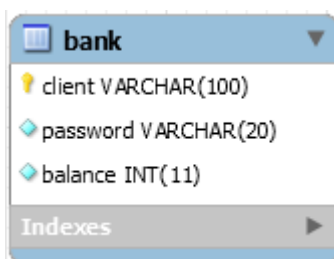 bank
client VARCHAR(100)
password VARCHAR(20)
balance INT(11)
Indexes